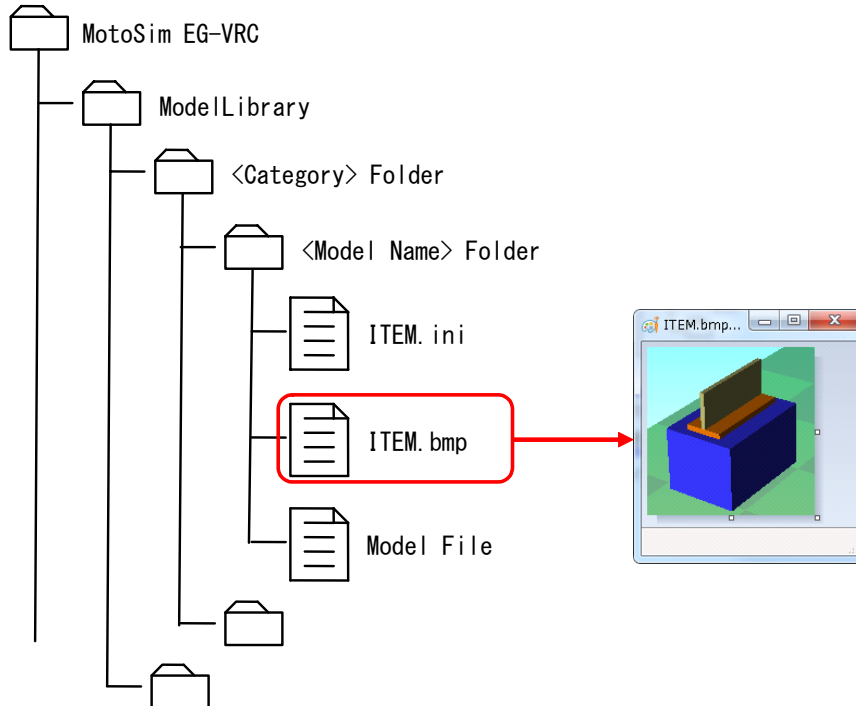 MotoSim EG-VRC
ModelLibrary
<Category> Folder
<Model Name> Folder
ITEM.ini
ITEM.bmp...
ITEM.bmp
Model File